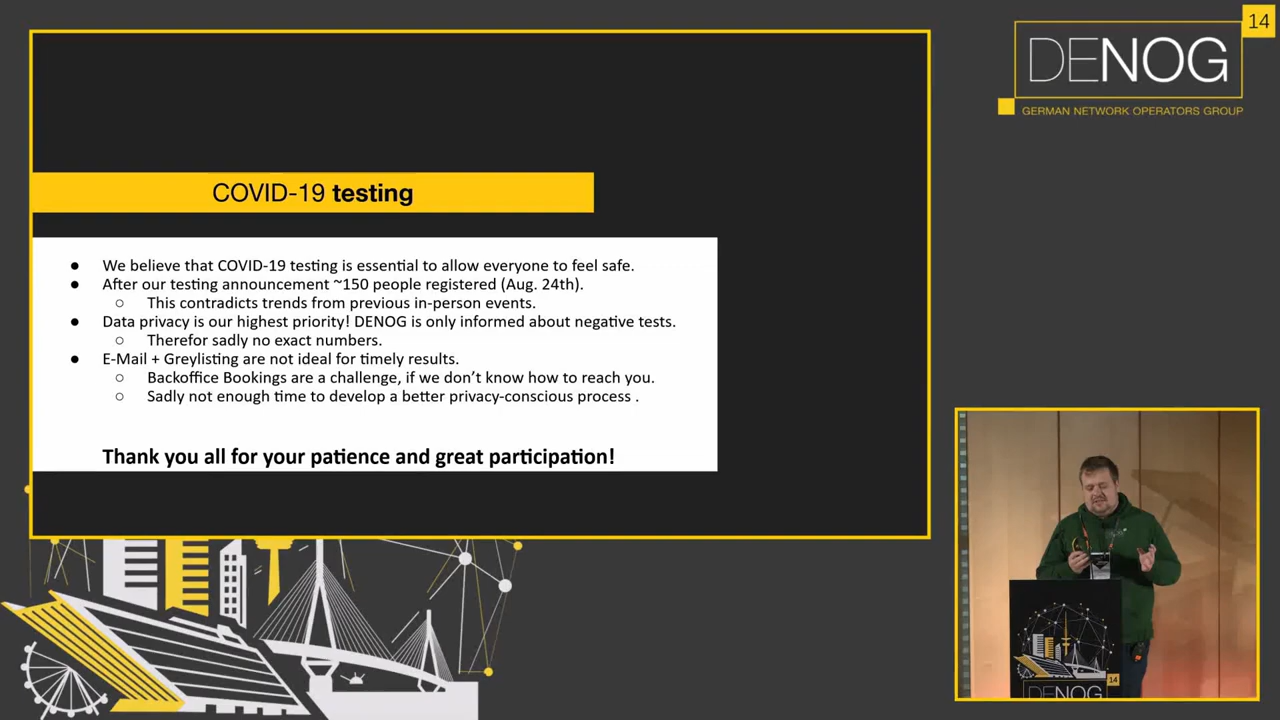 14
DENOG
GERMAN NETWORK OPERATORS GROUP
COVID-19 testing
● We believe that COVID-19 testing is essential to allow everyone to feel safe.
● After our testing announcement ~150 people registered (Aug. 24th).
○ This contradicts trends from previous in-person events.
● Data privacy is our highest priority! DENOG is only informed about negative tests.
○ Therefor sadly no exact numbers.
● E-Mail + Greylisting are not ideal for timely results.
○ Backoffice Bookings are a challenge, if we don't know how to reach you.
○ Sadly not enough time to develop a better privacy-conscious process .
Thank you all for your patience and great participation!
14
DENOG